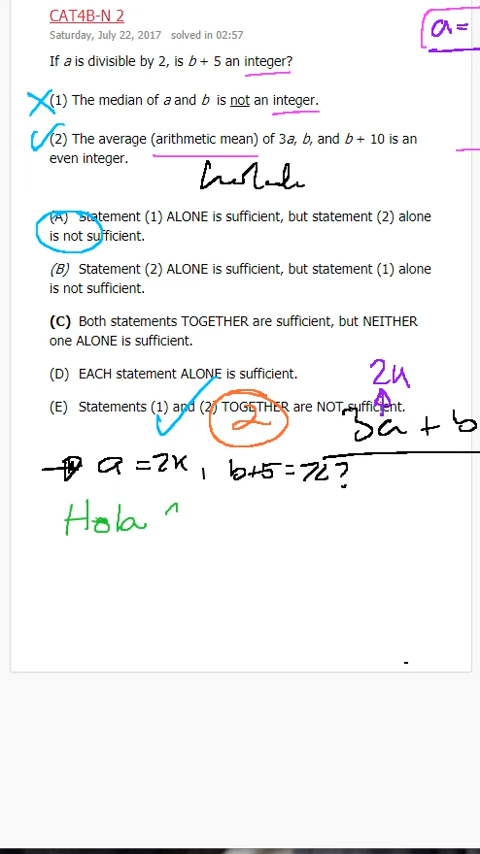 CAT4B-N 2
a=
Saturday, July 22, 2017 solved in 02:57
If a is divisible by 2, is b + 5 an integer?
(1) The median of a and b is not an integer.
(2) The average (arithmetic mean) of 3a, b, and b + 10 is an
even integer.
(A) Statement (1) ALONE is sufficient, but statement (2) alone
is not sufficient.
(B) Statement (2) ALONE is sufficient, but statement (1) alone
is not sufficient.
(C) Both statements TOGETHER are sufficient, but NEITHER
one ALONE is sufficient.
(D) EACH statement ALONE is sufficient.
2k
(E) Statements (1) and (2) TOGETHER are NOT sufficient.
2
3a + b
a = 2k, b+5 = ?
Hola